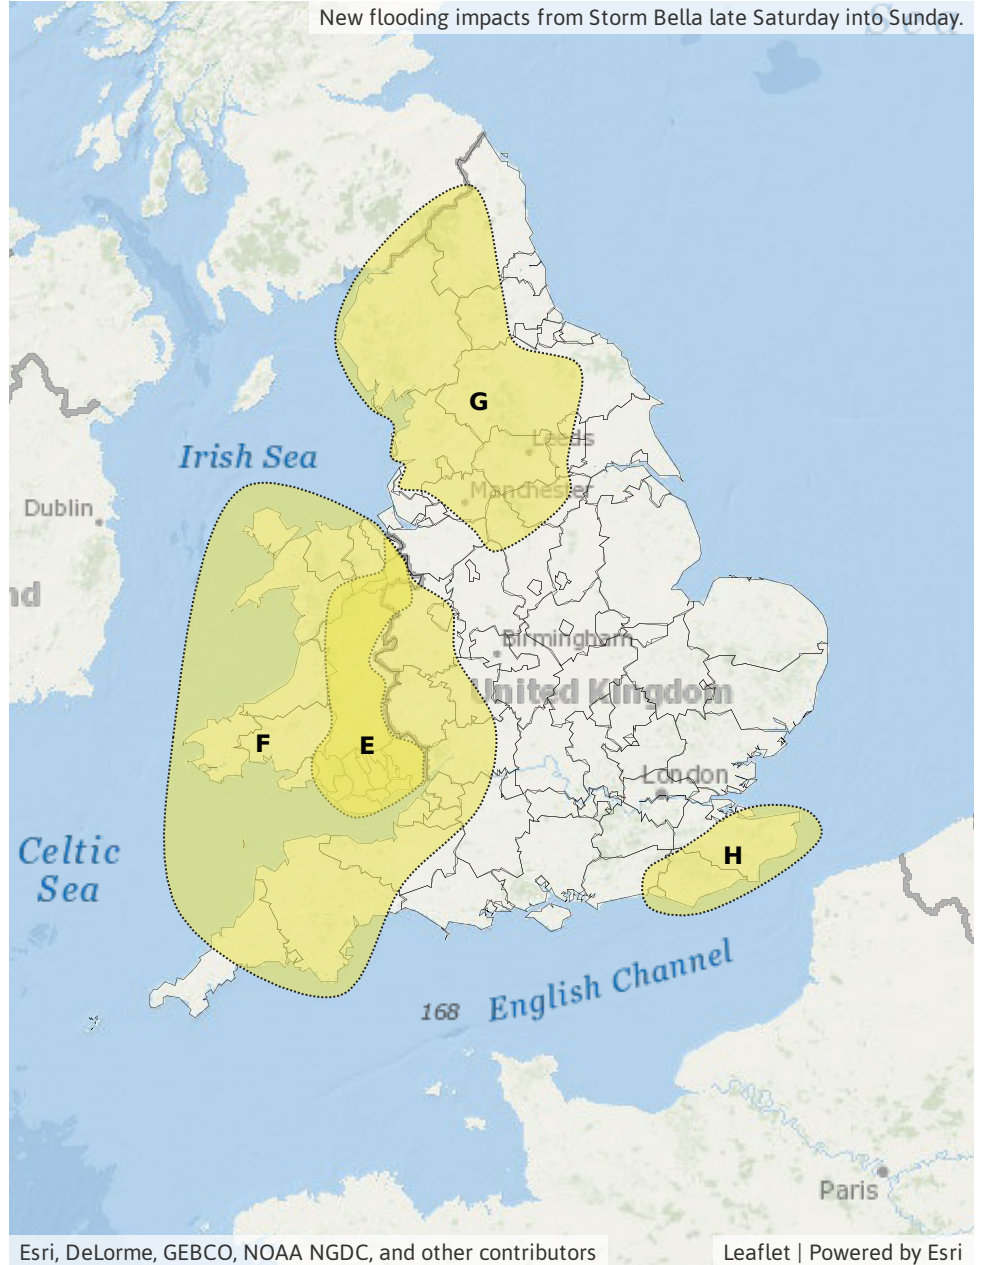 New flooding impacts from Storm Bella late Saturday into Sunday.
Sea
G
Leeds
Irish Sea
Manchester
Dublin
nd
Birmingham
United Kingdom
F
E
London
Celtic
Sea
H
English Channel
168
Paris
Esri, DeLorme, GEBCO, NOAA NGDC, and other contributors
Leaflet | Powered by Esri